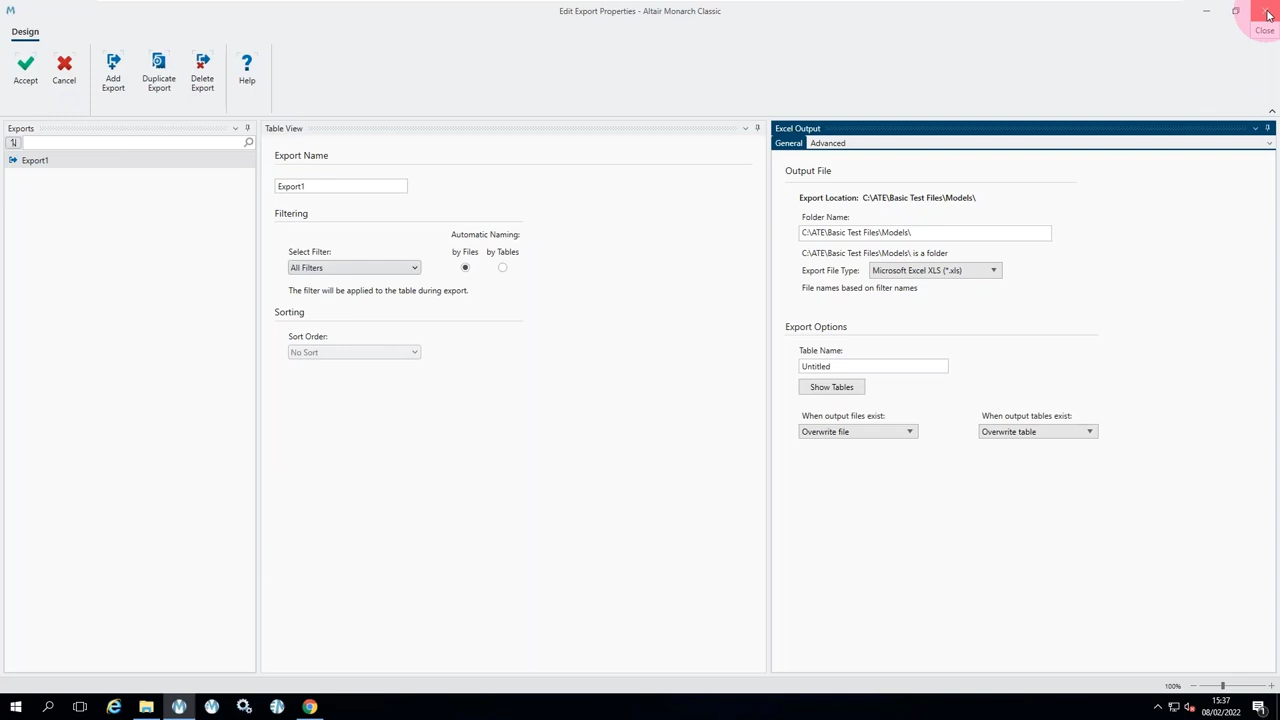 Edit Export Properties - Altair Monarch Classic
Close
Design
Accept
Cancel
Add
Export
Duplicate
Export
Delete
Export
Help
Exports
Export1
Table View
Export Name
Export1
Filtering
Automatic Naming:
Select Filter:
by Files
by Tables
All Filters
The filter will be applied to the table during export.
Sorting
Sort Order:
No Sort
Excel Output
General
Advanced
Output File
Export Location: C:\ATE\Basic Test Files\Models\
Folder Name:
C:\ATE\Basic Test Files\Models\
C:\ATE\Basic Test Files\Models\ is a folder
Export File Type:
Microsoft Excel XLS (*.xls)
File names based on filter names
Export Options
Table Name:
Untitled
Show Tables
When output files exist:
When output tables exist:
Overwrite file
Overwrite table
100%
15:37
08/02/2022